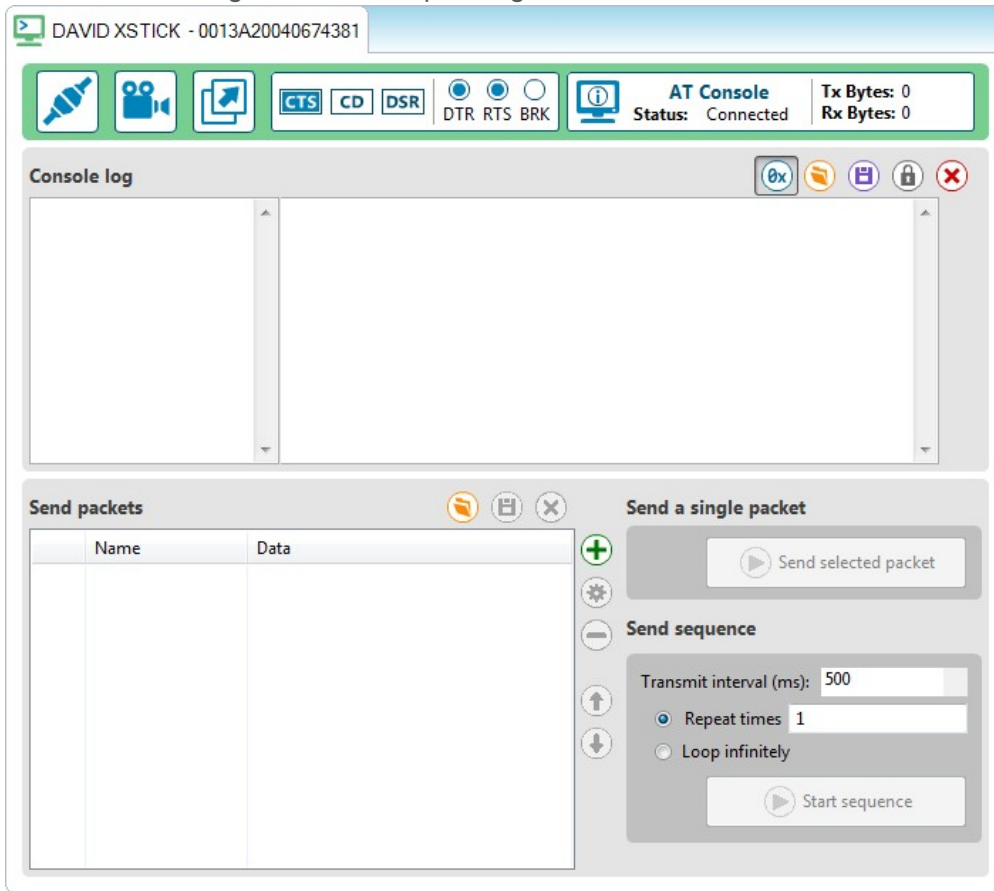 DAVID XSTICK - 0013A20040674381
CTS CD DSR
DTR RTS BRK
AT Console
Status: Connected
Tx Bytes: 0
Rx Bytes: 0
Console log
0x
Send packets
Name Data
Send a single packet
Send selected packet
Send sequence
Transmit interval (ms): 500
Repeat times 1
Loop infinitely
Start sequence